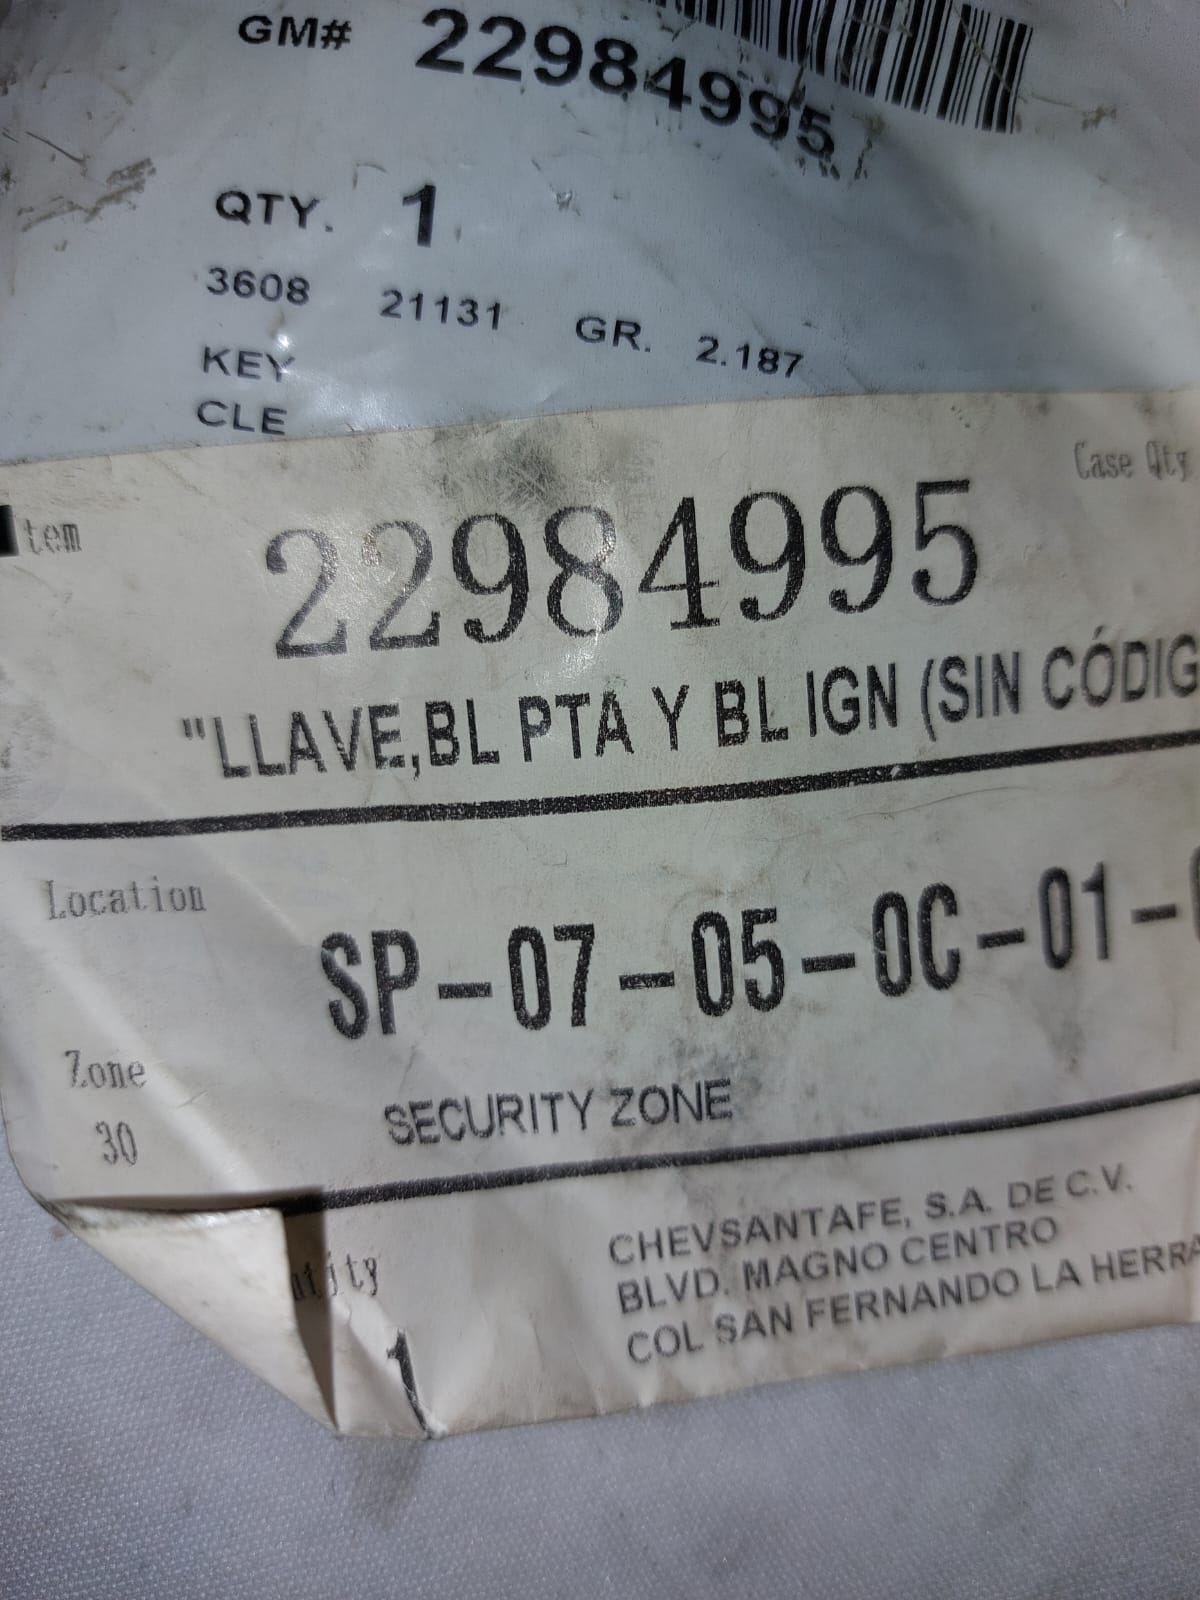 GM# 22984995
QTY. 1
3608 21131 GR. 2.187
KEY
CLE
Case Qty
tem
22984995
"LLAVE,BL PTA Y BL IGN (SIN CÓDIG
Location
SP-07-05-0C-01-
Zone
30
SECURITY ZONE
ntity
1
CHEVSANTAFE, S.A. DE C.V.
BLVD. MAGNO CENTRO
COL SAN FERNANDO LA HERRA